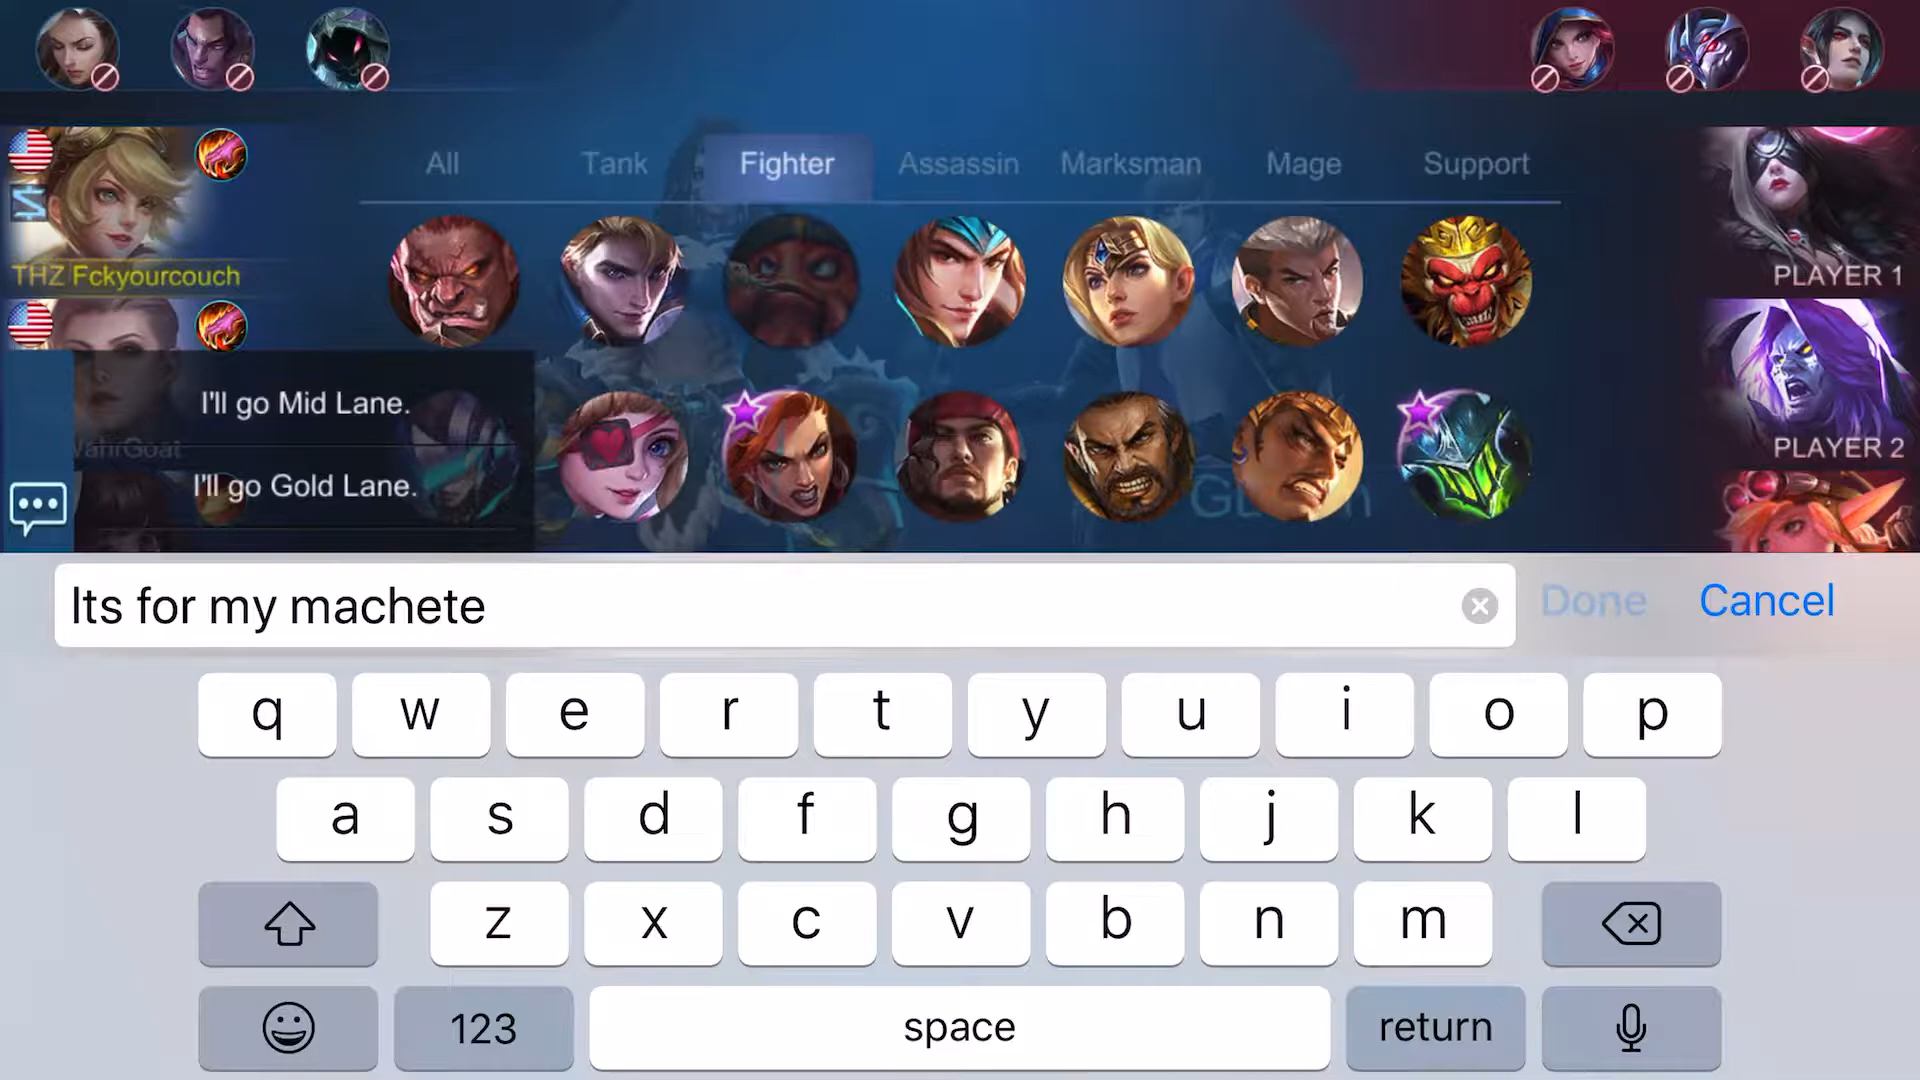 All Tank Fighter Assassin Marksman Mage Support
THZ Fckyourcouch
PLAYER 1
I'll go Mid Lane.
PLAYER 2
I'll go Gold Lane.
Its for my machete
Done Cancel
q w e r t y u i o p
a s d f g h j k l
z x c v b n m
123 space return